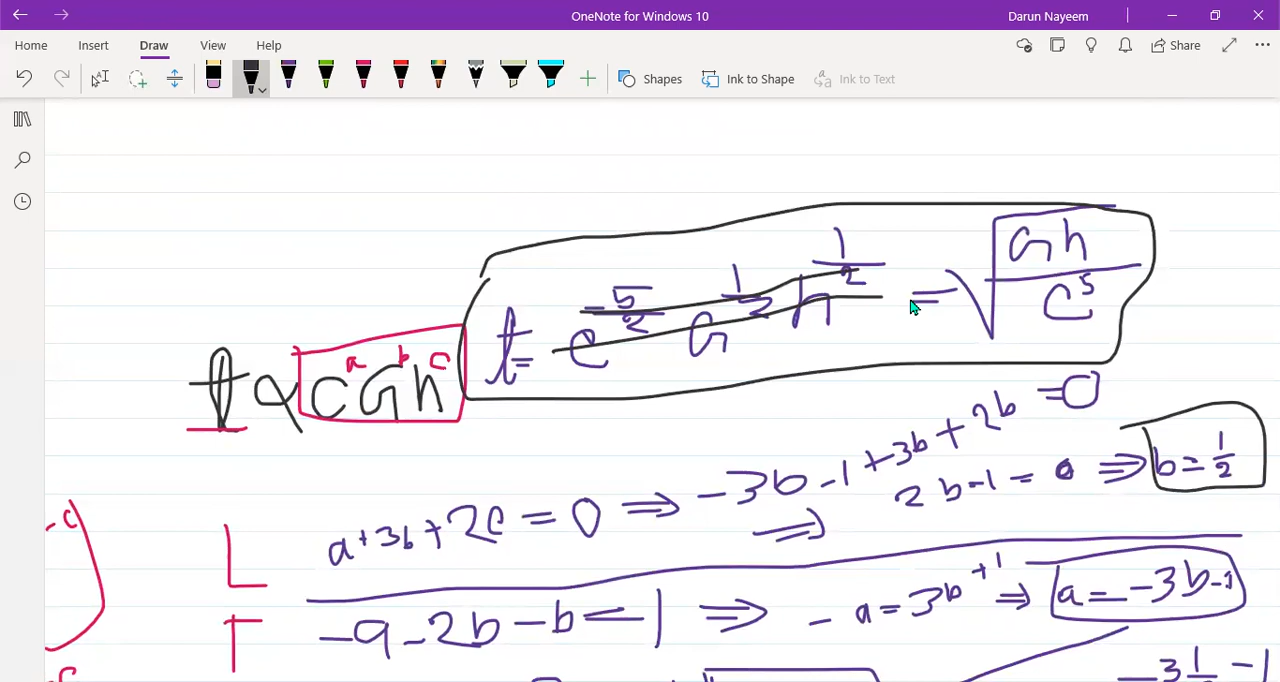 OneNote for Windows 10
Darun Nayeem
Home Insert Draw View Help
Share
Shapes
Ink to Shape
Ink to Text
t = c^(-5/2) G^(1/2) h^(1/2) = √(Gh/c^5)
t α c^a G^b h^c
a+3b+2c = 0 ⇒ -3b-1+3b+2b =0
⇒ 2b-1=0 ⇒ b=1/2
-c
L
-a-2b-b=-1 ⇒ -a=3b+1 ⇒ a=-3b-1
T